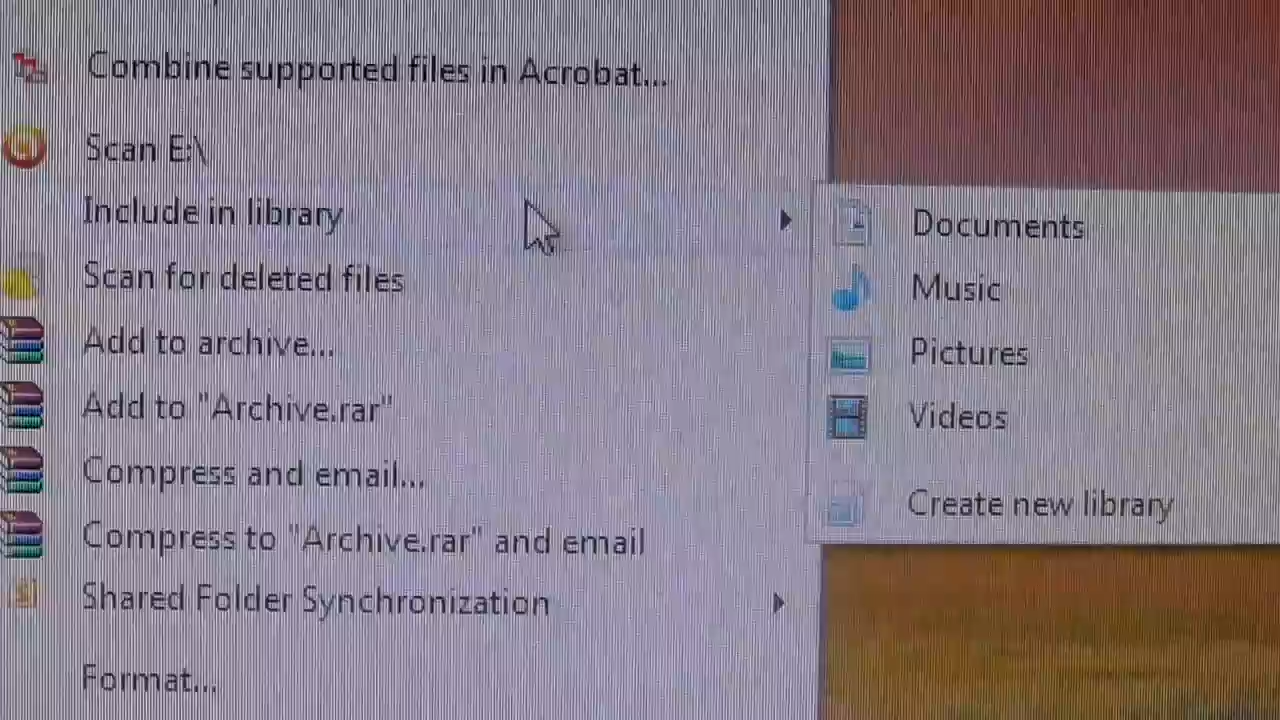 Combine supported files in Acrobat...
Scan E:\
Include in library
Scan for deleted files
Add to archive...
Add to "Archive.rar"
Compress and email...
Compress to "Archive.rar" and email
Shared Folder Synchronization
Format...
Documents
Music
Pictures
Videos
Create new library